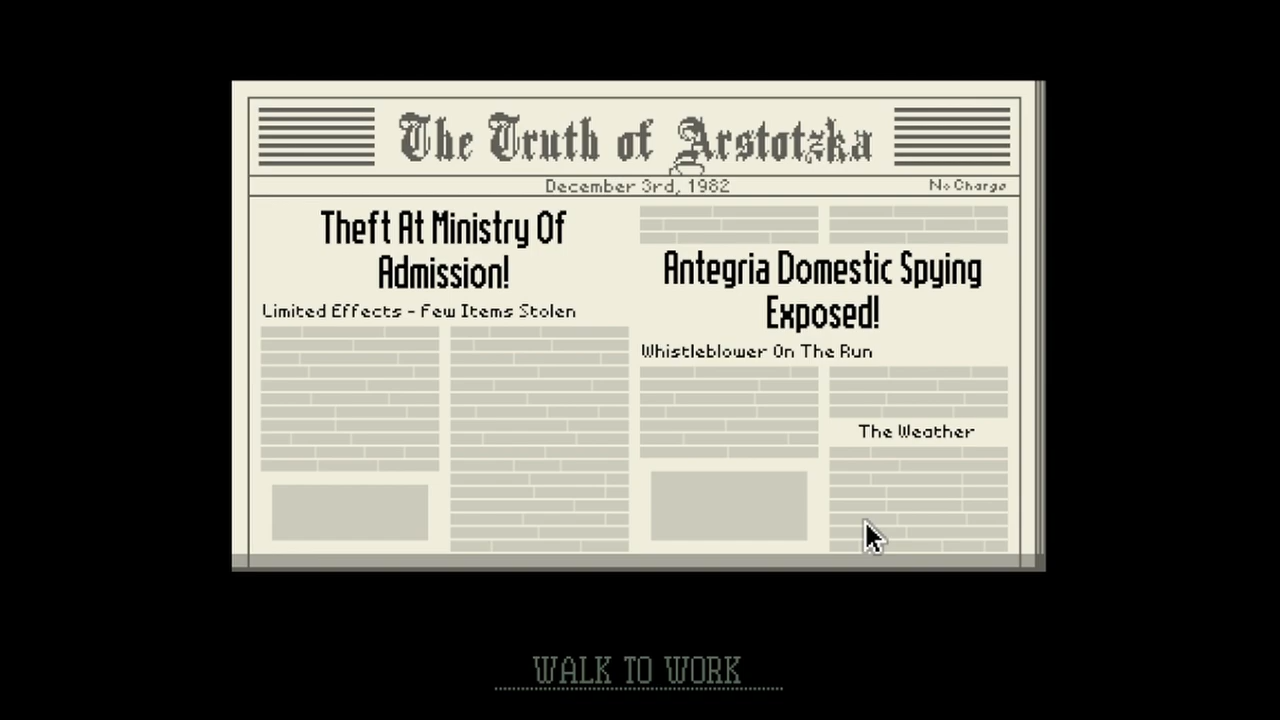 The Truth of Arstotzka
December 3rd, 1982
No Charge
Theft At Ministry Of
Admission!
Limited Effects - Few Items Stolen
Antegria Domestic Spying
Exposed!
Whistleblower On The Run
The Weather
WALK TO WORK